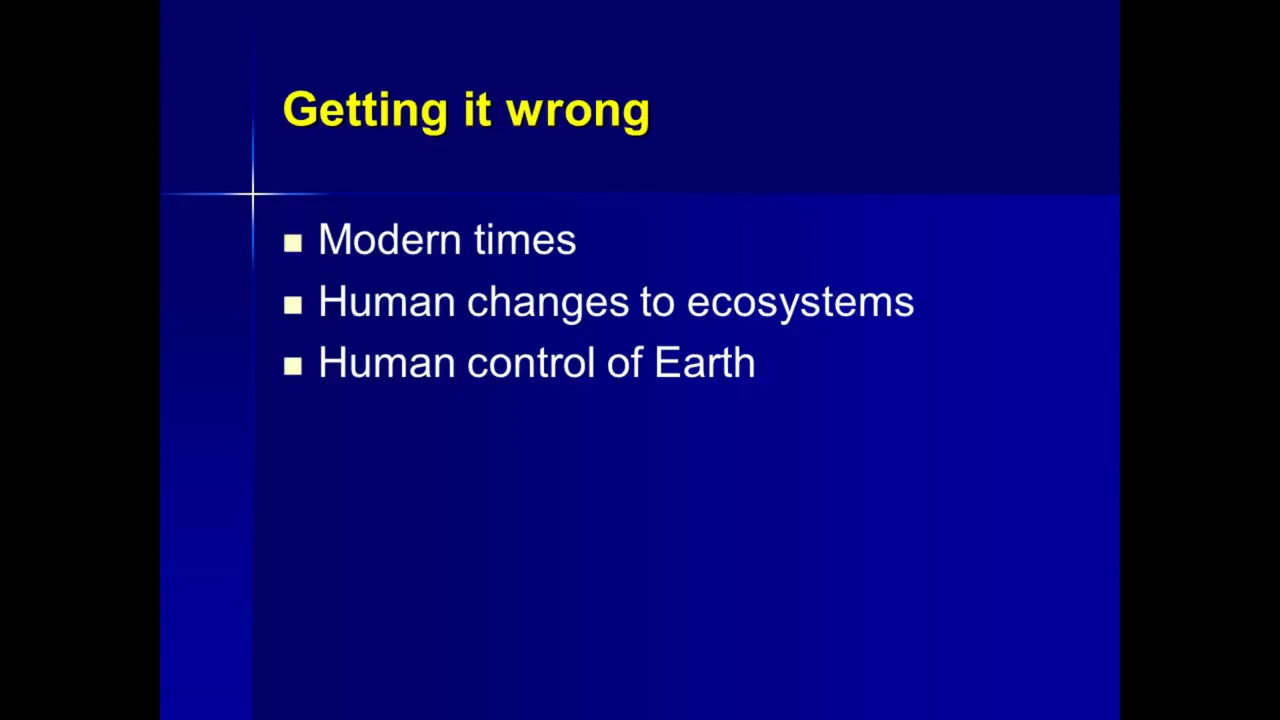 Getting it wrong
Modern times
Human changes to ecosystems
Human control of Earth